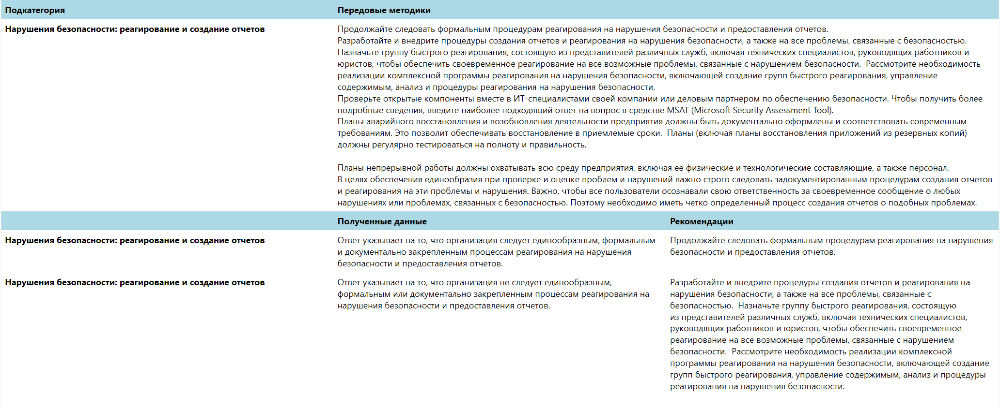 Подкатегория
Передовые методики
Нарушения безопасности: реагирование и создание отчетов
Продолжайте следовать формальным процедурам реагирования на нарушения безопасности и предоставления отчетов.
Разработайте и внедрите процедуры создания отчетов и реагирования на нарушения безопасности, а также на все проблемы, связанные с безопасностью.
Назначьте группу быстрого реагирования, состоящую из представителей различных служб, включая технических специалистов, руководящих работников и
юристов, чтобы обеспечить своевременное реагирование на все возможные проблемы, связанные с нарушением безопасности.  Рассмотрите необходимость
реализации комплексной программы реагирования на нарушения безопасности, включающей создание групп быстрого реагирования, управление
содержимым, анализ и процедуры реагирования на нарушения безопасности.
Проверьте открытые компоненты вместе в ИТ-специалистами своей компании или деловым партнером по обеспечению безопасности. Чтобы получить более
подробные сведения, введите наиболее подходящий ответ на вопрос в средстве MSAT (Microsoft Security Assessment Tool).
Планы аварийного восстановления и возобновления деятельности предприятия должны быть документально оформлены и соответствовать современным
требованиям. Это позволит обеспечивать восстановление в приемлемые сроки.  Планы (включая планы восстановления приложений из резервных копий)
должны регулярно тестироваться на полноту и правильность.
Планы непрерывной работы должны охватывать всю среду предприятия, включая ее физические и технологические составляющие, а также персонал.
В целях обеспечения единообразия при проверке и оценке проблем и нарушений важно строго следовать задокументированным процедурам создания отчетов
и реагирования на эти проблемы и нарушения. Важно, чтобы все пользователи осознавали свою ответственность за своевременное сообщение о любых
нарушениях или проблемах, связанных с безопасностью. Поэтому необходимо иметь четко определенный процесс создания отчетов о подобных проблемах.
Полученные данные
Рекомендации
Нарушения безопасности: реагирование и создание отчетов
Ответ указывает на то, что организация следует единообразным, формальным
и документально закрепленным процессам реагирования на нарушения
безопасности и предоставления отчетов.
Продолжайте следовать формальным процедурам реагирования на нарушения
безопасности и предоставления отчетов.
Нарушения безопасности: реагирование и создание отчетов
Ответ указывает на то, что организация не следует единообразным,
формальным или документально закрепленным процессам реагирования на
нарушения безопасности и предоставления отчетов.
Разработайте и внедрите процедуры создания отчетов и реагирования на
нарушения безопасности, а также на все проблемы, связанные с
безопасностью.  Назначьте группу быстрого реагирования, состоящую
из представителей различных служб, включая технических специалистов,
руководящих работников и юристов, чтобы обеспечить своевременное
реагирование на все возможные проблемы, связанные с нарушением
безопасности.  Рассмотрите необходимость реализации комплексной
программы реагирования на нарушения безопасности, включающей создание
групп быстрого реагирования, управление содержимым, анализ и процедуры
реагирования на нарушения безопасности.